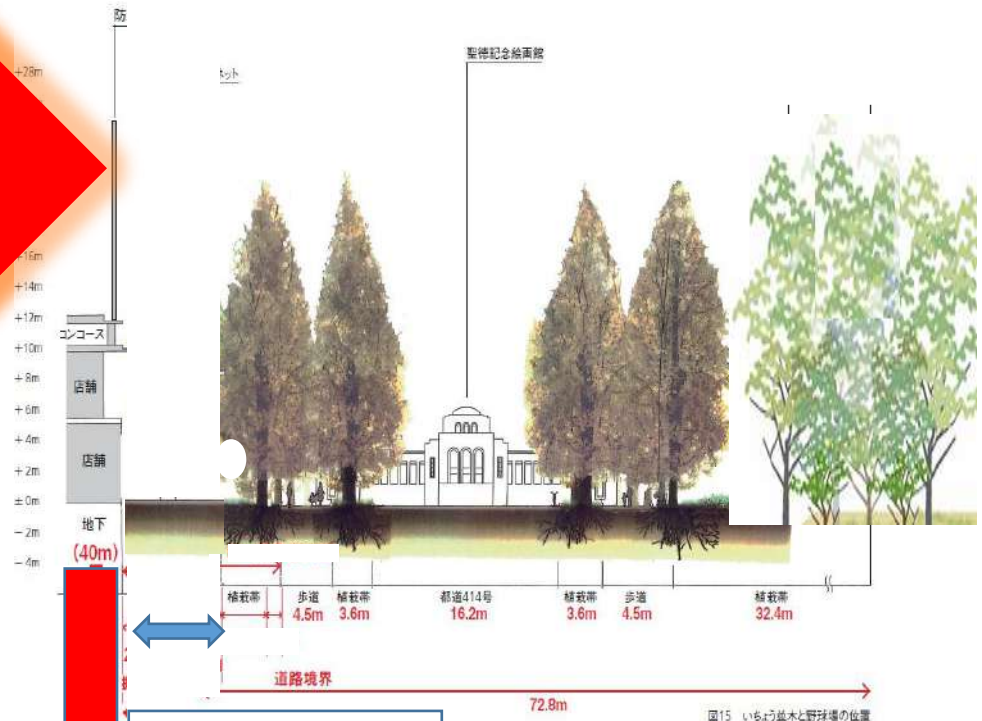 防
聖徳記念絵画館
+28m
ネット
+16m
+14m
+12m
コンコース
+10m
+8m
店舗
+6m
+4m
店舗
+2m
±0m
地下
-2m
(40m)
-4m
植栽帯 歩道 植栽帯 都道414号 植栽帯 歩道 植栽帯
4.5m 3.6m 16.2m 3.6m 4.5m 32.4m
道路境界
72.8m
図15 いちょう並木と野球場の位置